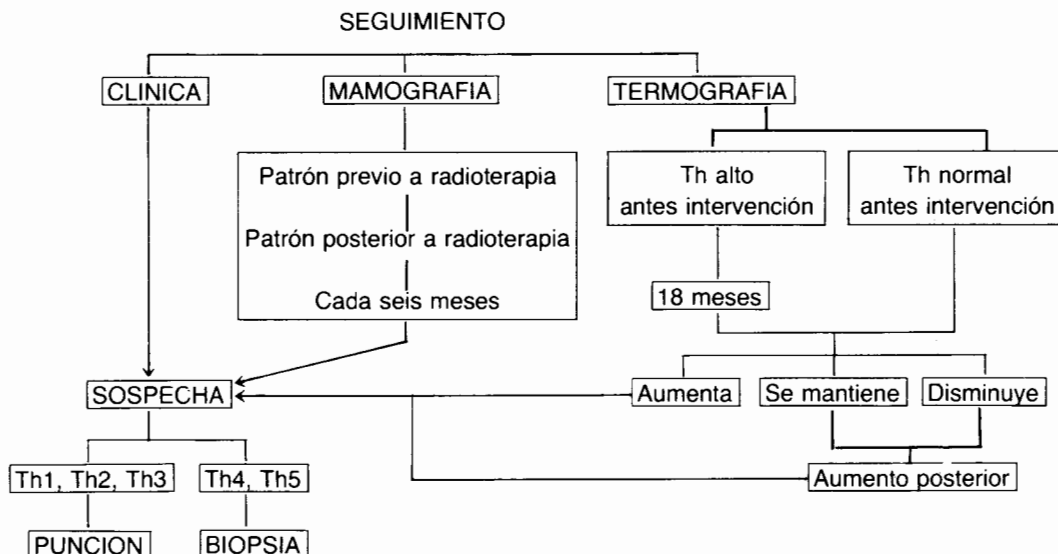 SEGUIMIENTO
CLINICA
MAMOGRAFIA
TERMOGRAFIA
Patrón previo a radioterapia
Patrón posterior a radioterapia
Cada seis meses
Th alto
antes intervención
Th normal
antes intervención
18 meses
SOSPECHA
Aumenta
Se mantiene
Disminuye
Th1, Th2, Th3
Th4, Th5
Aumento posterior
PUNCION
BIOPSIA